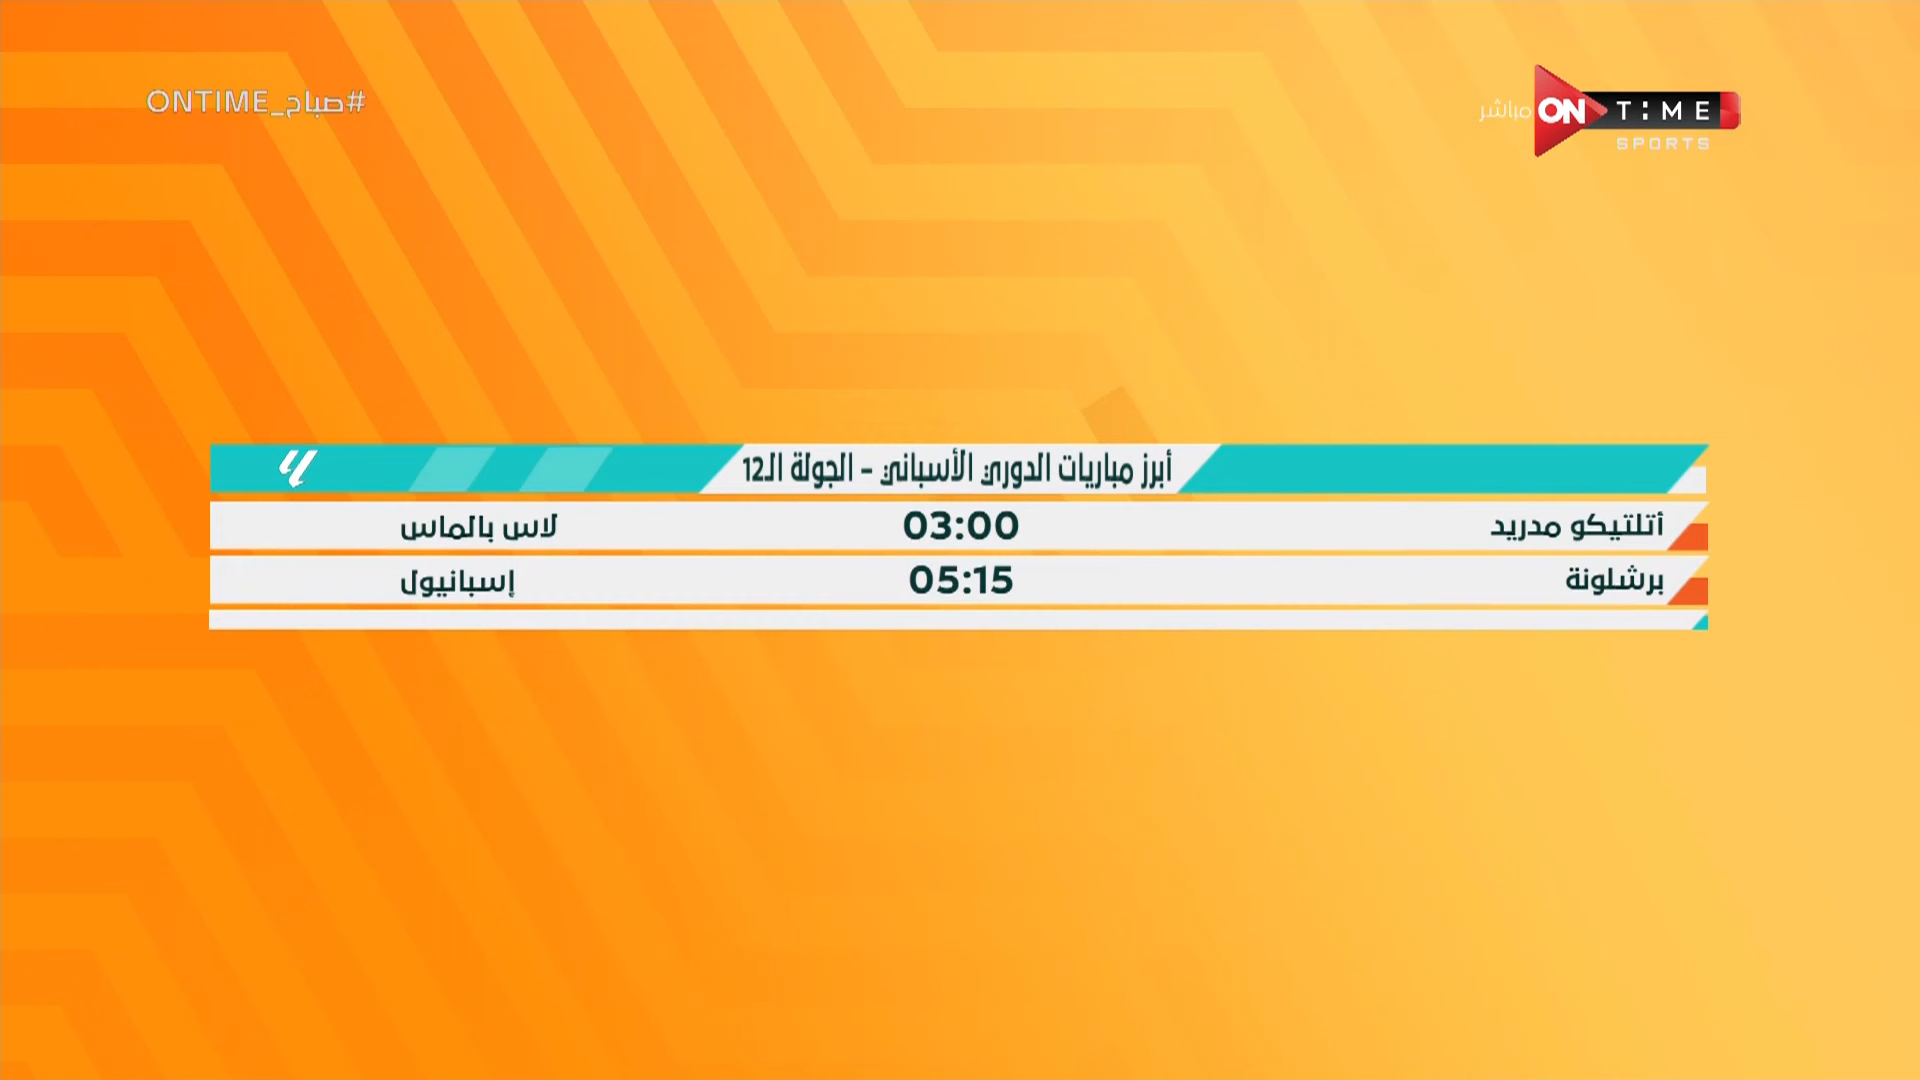 #صباح_ONTIME
مباشر ON TIME
SPORTS
أبرز مباريات الدوري الأسباني - الجولة الـ12
أتلتيكو مدريد 03:00 لاس بالماس
برشلونة 05:15 إسبانيول